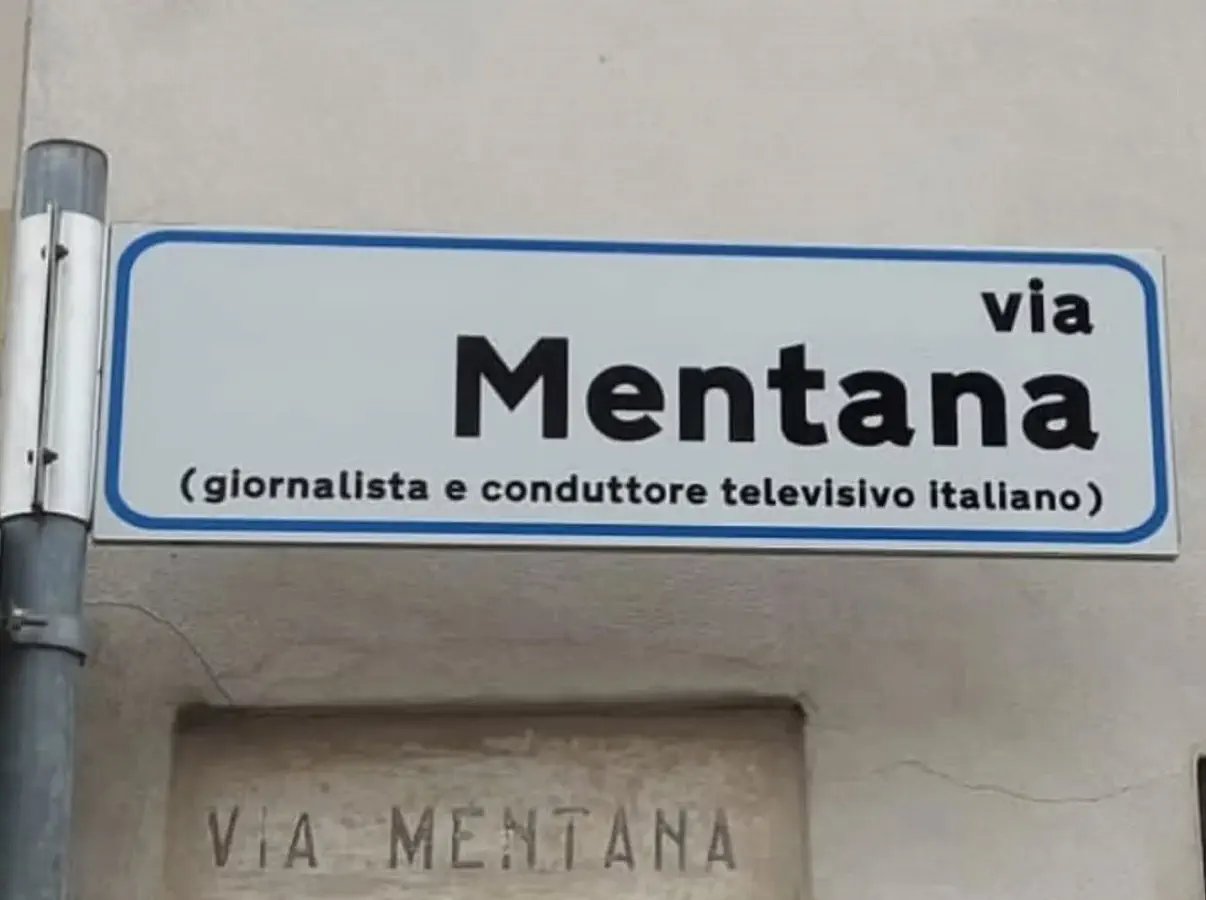 via
Mentana
(giornalista e conduttore televisivo italiano)
VIA MENTANA